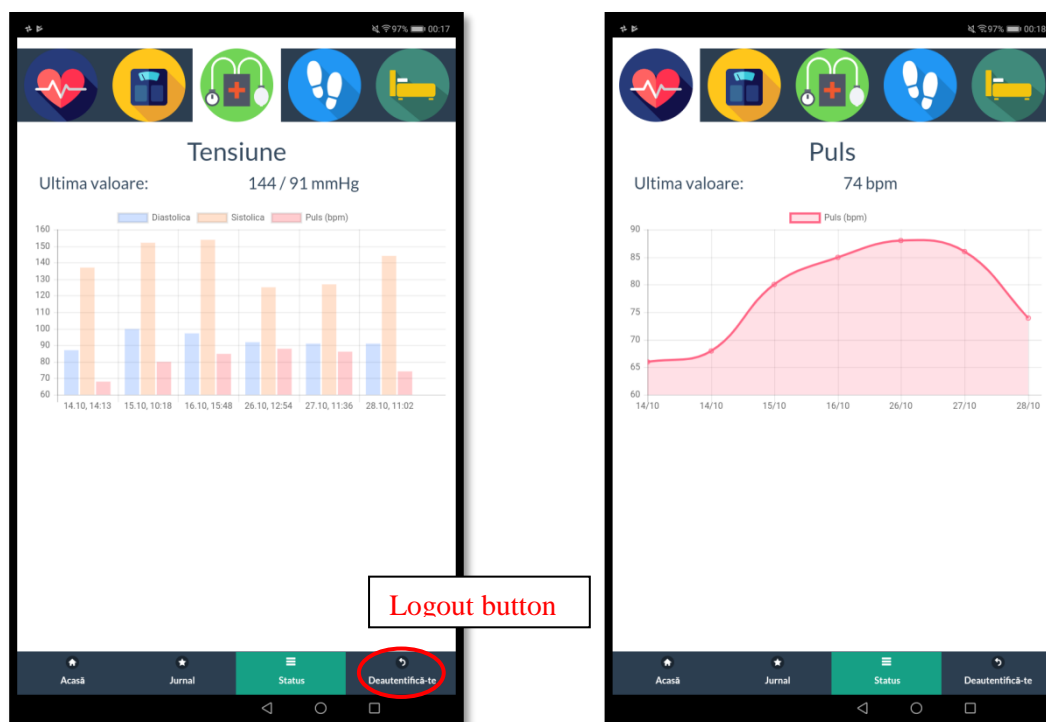 97% 00:17
Tensiune
Ultima valoare: 144 / 91 mmHg
Diastolica Sistolica Puls (bpm)
160
150
140
130
120
110
100
90
80
70
60
14.10, 14:13 15.10, 10:18 16.10, 15:48 26.10, 12:54 27.10, 11:36 28.10, 11:02
Logout button
Acasă Jurnal Status Deautentifică-te
97% 00:18
Puls
Ultima valoare: 74 bpm
Puls (bpm)
90
85
80
75
70
65
60
14/10 14/10 15/10 16/10 26/10 27/10 28/10
Acasă Jurnal Status Deautentifică-te